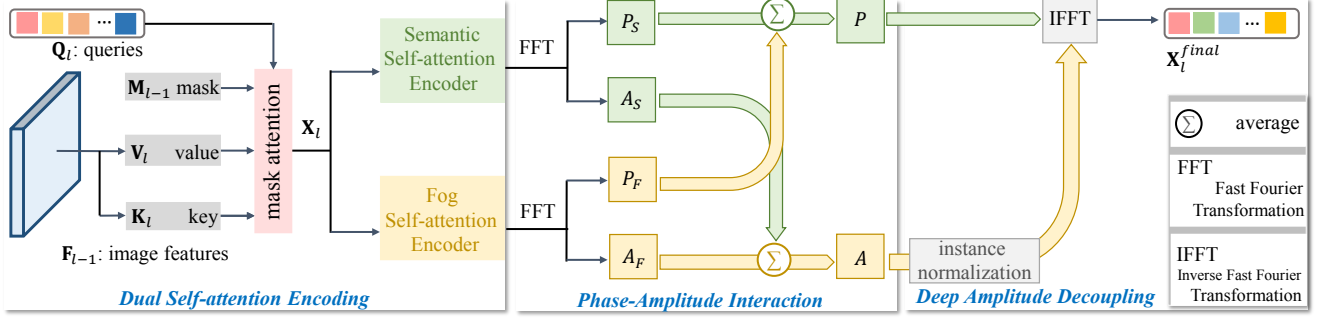 Q_l: queries
M_{l-1} mask
V_l value
K_l key
F_{l-1}: image features
mask attention
X_l
Semantic
Self-attention
Encoder
Fog
Self-attention
Encoder
Dual Self-attention Encoding
FFT
FFT
P_S
A_S
P_F
A_F
Σ
Σ
P
A
Phase-Amplitude Interaction
instance
normalization
IFFT
Deep Amplitude Decoupling
X_l^{final}
Σ average
FFT
Fast Fourier
Transformation
IFFT
Inverse Fast Fourier
Transformation